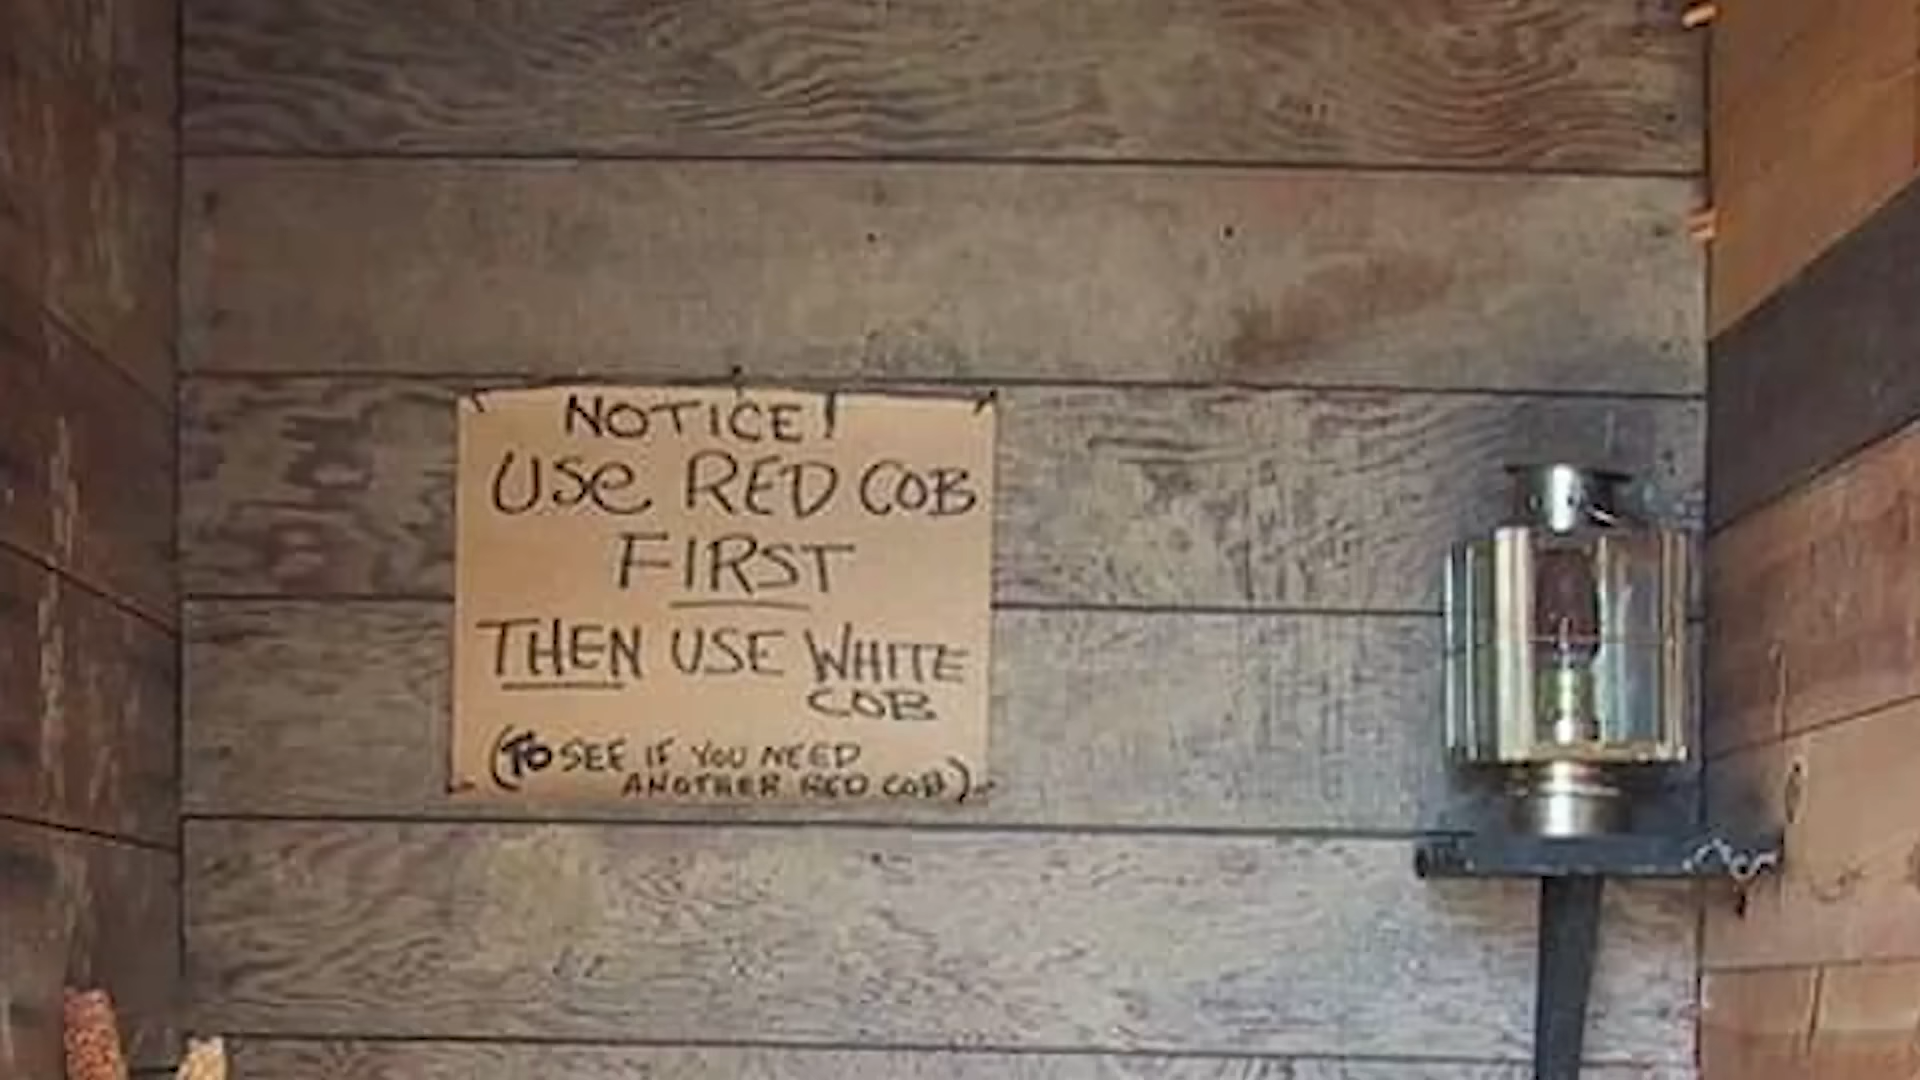 NOTICE!
USe RED COB
FIRST
THEN USE WHITE
COB
(TO SEE IF YOU NEED
ANOTHER RED COB)